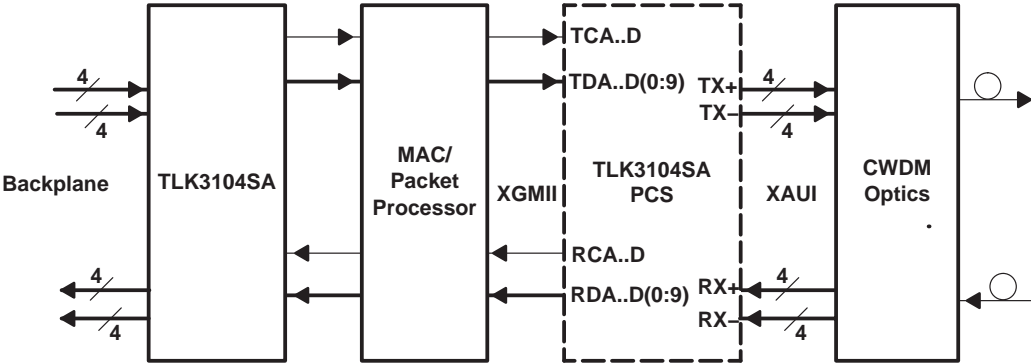 TCA..D
TDA..D(0:9)
4
4
TX+
4
TX–
4
Backplane
TLK3104SA
MAC/
Packet
Processor
XGMII
TLK3104SA
PCS
XAUI
CWDM
Optics
RCA..D
RDA..D(0:9)
4
4
RX+
4
RX–
4